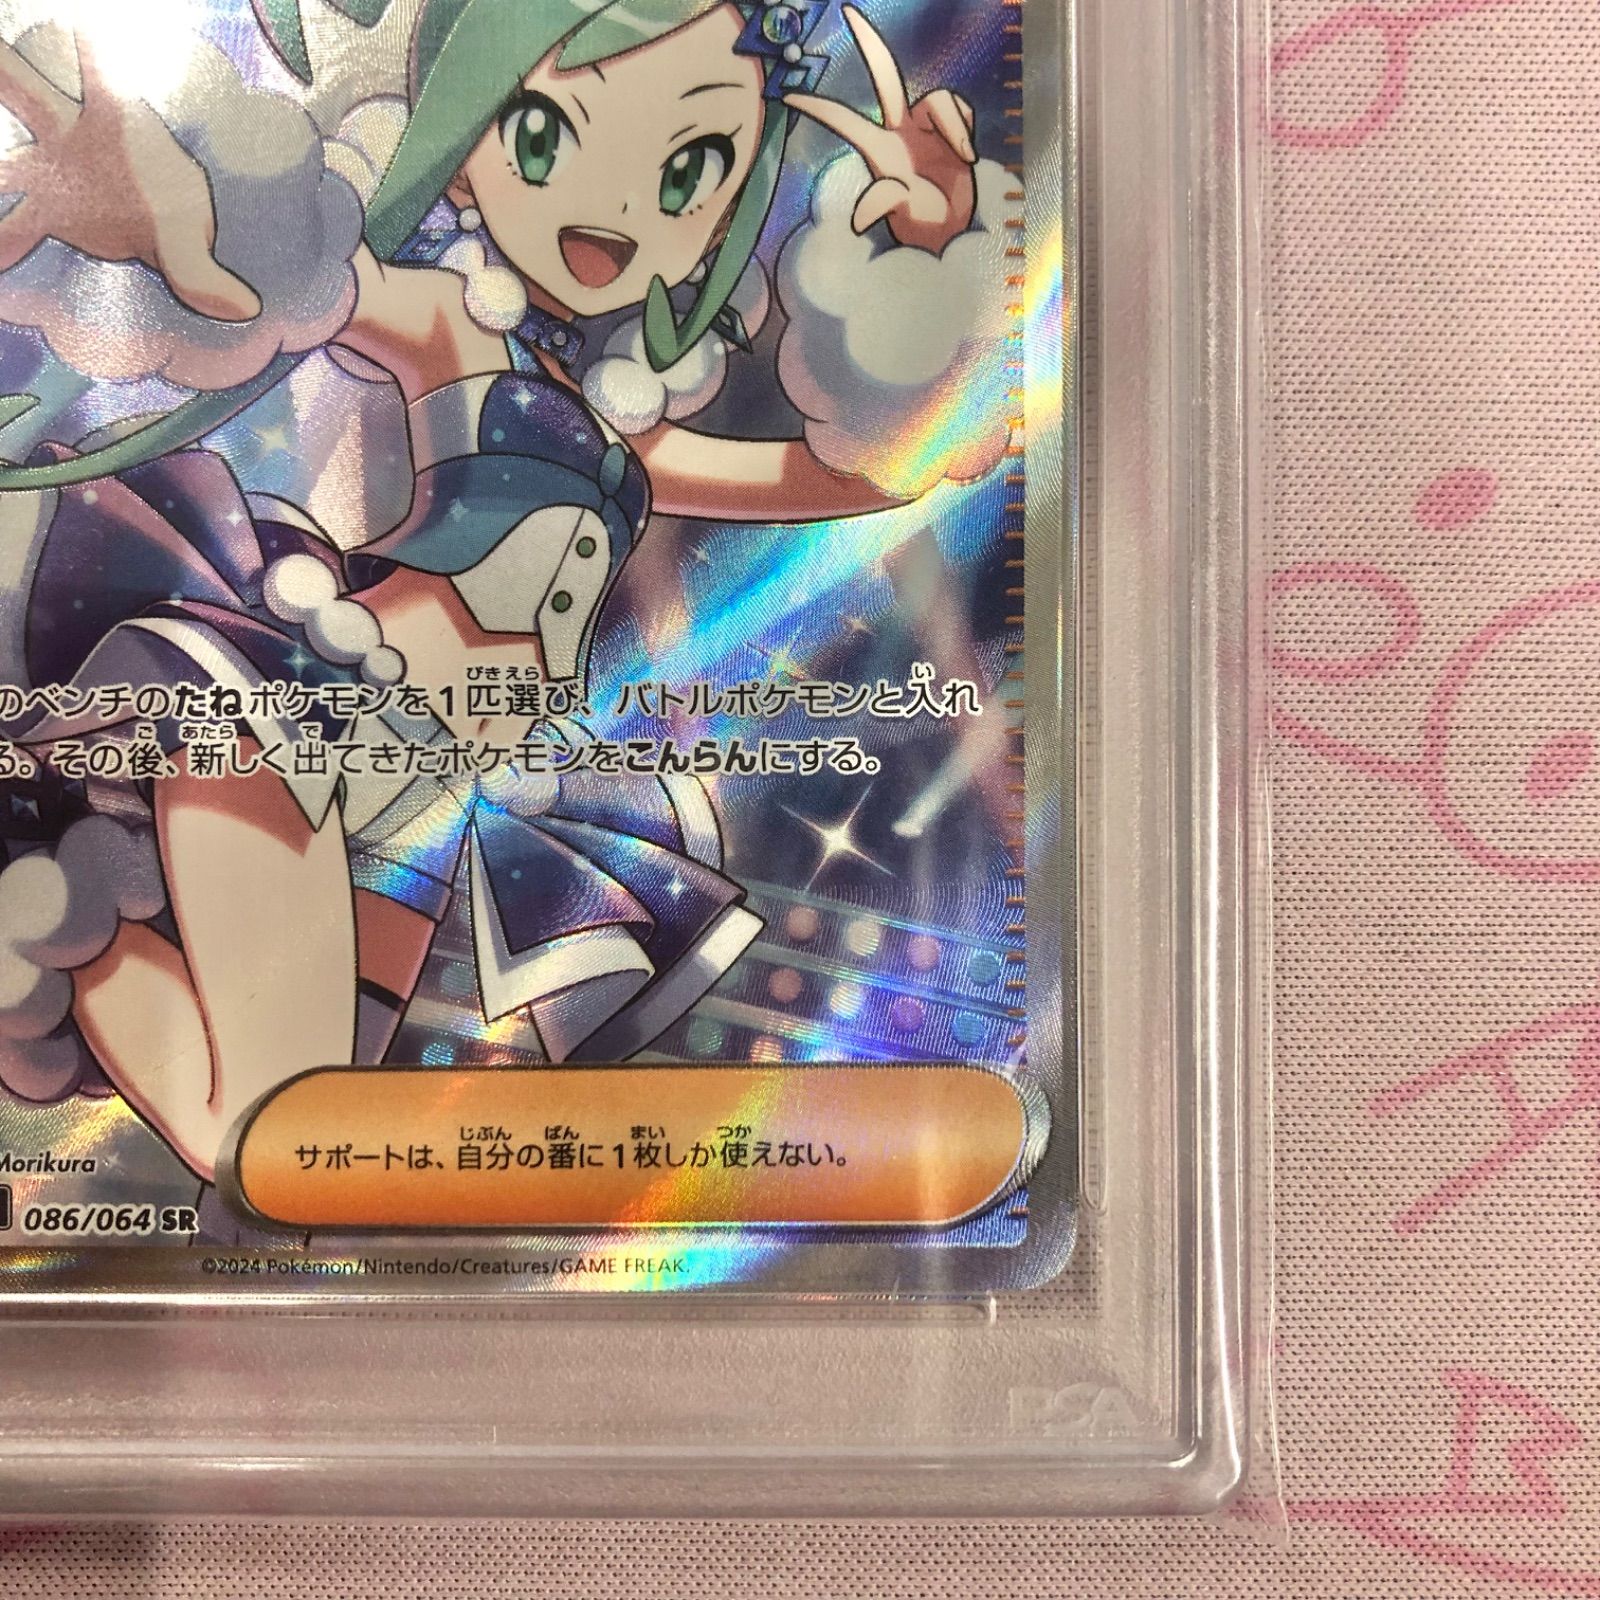 のベンチのたねポケモンを1匹選び、バトルポケモンと入れ
る。その後、新しく出てきたポケモンをこんらんにする。
サポートは、自分の番に1枚しか使えない。
Morikura
086/064 SR
©2024 Pokémon/Nintendo/Creatures/GAME FREAK.
PSA